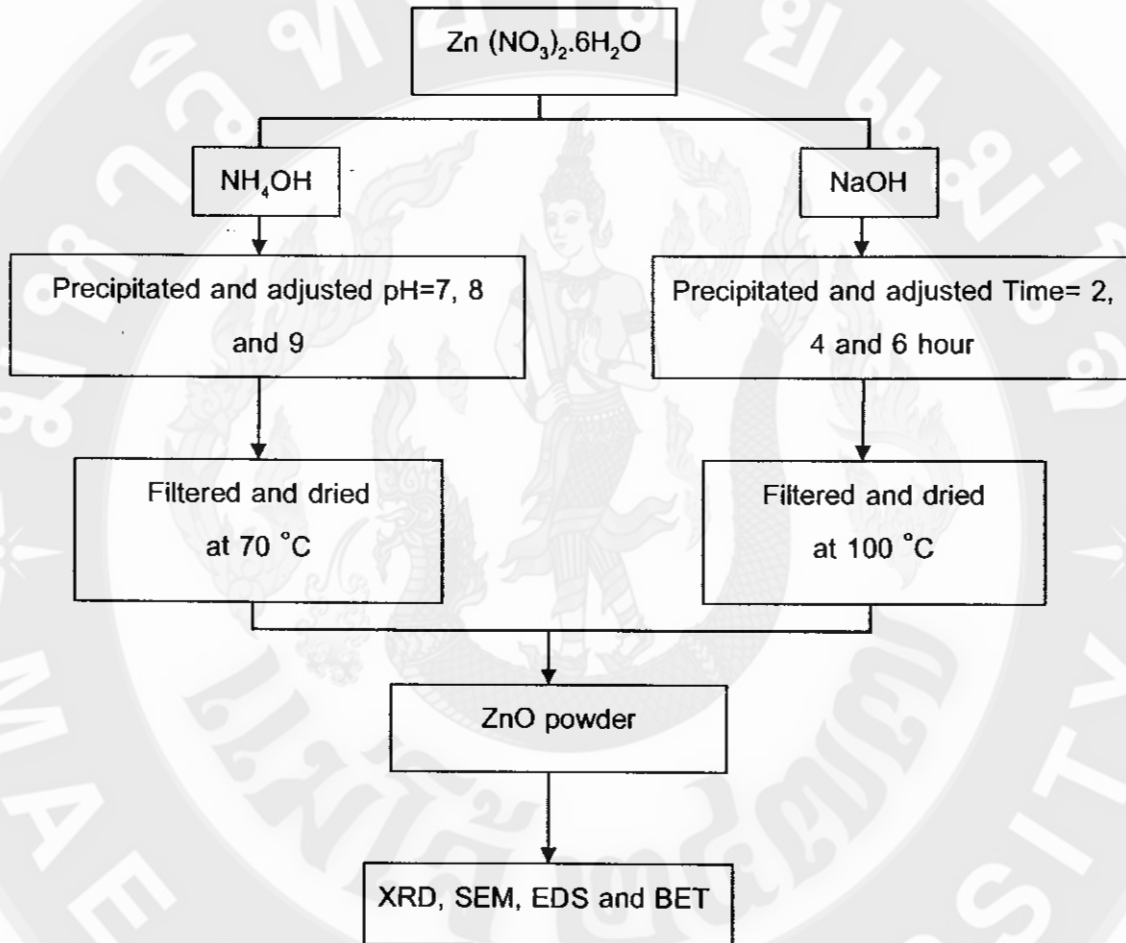 Zn (NO₃)₂.6H₂O
NH₄OH
NaOH
Precipitated and adjusted pH=7, 8
and 9
Precipitated and adjusted Time= 2,
4 and 6 hour
Filtered and dried
at 70 °C
Filtered and dried
at 100 °C
ZnO powder
XRD, SEM, EDS and BET